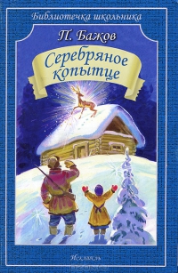 Библиотечка школьника
П. Бажов
Серебряное
копытце